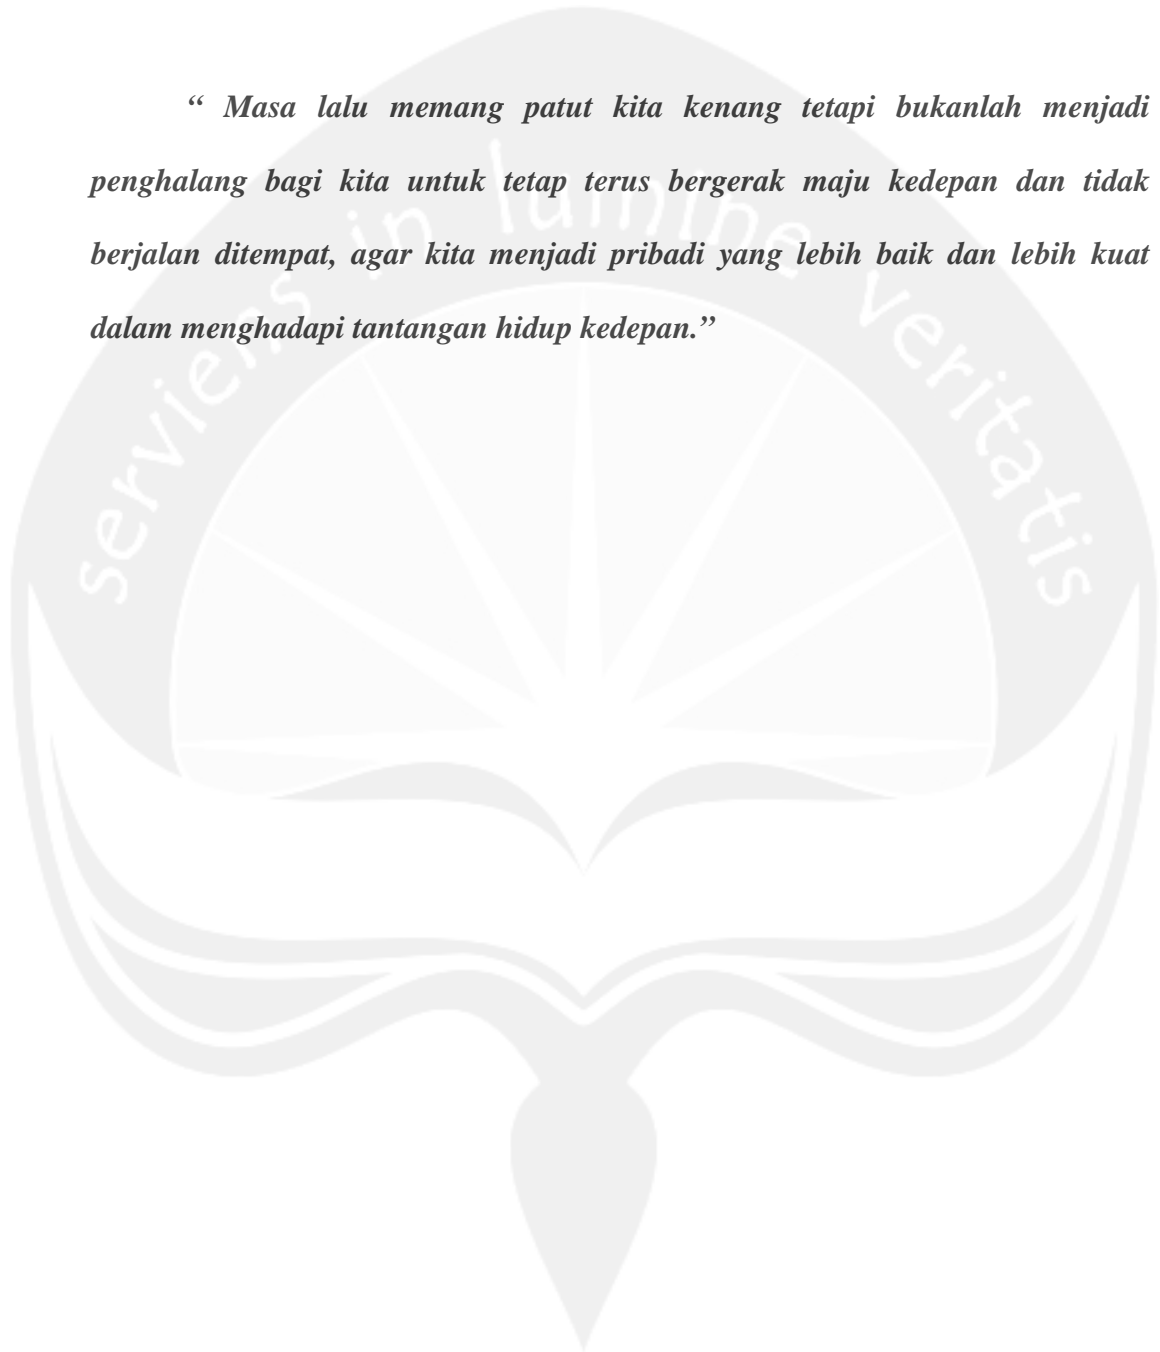 “ Masa lalu memang patut kita kenang tetapi bukanlah menjadi
penghalang bagi kita untuk tetap terus bergerak maju kedepan dan tidak
berjalan ditempat, agar kita menjadi pribadi yang lebih baik dan lebih kuat
dalam menghadapi tantangan hidup kedepan.”
serviens in lumine veritatis